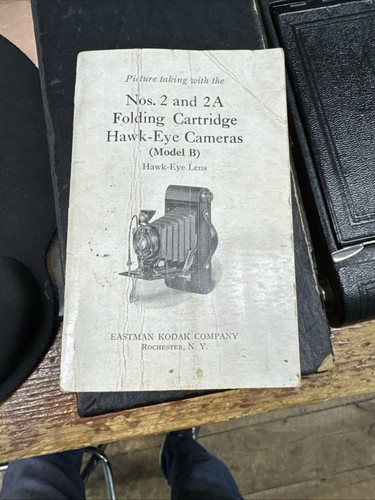 Picture taking with the
Nos. 2 and 2A
Folding Cartridge
Hawk-Eye Cameras
(Model B)
Hawk-Eye Lens
EASTMAN KODAK COMPANY
ROCHESTER, N. Y.